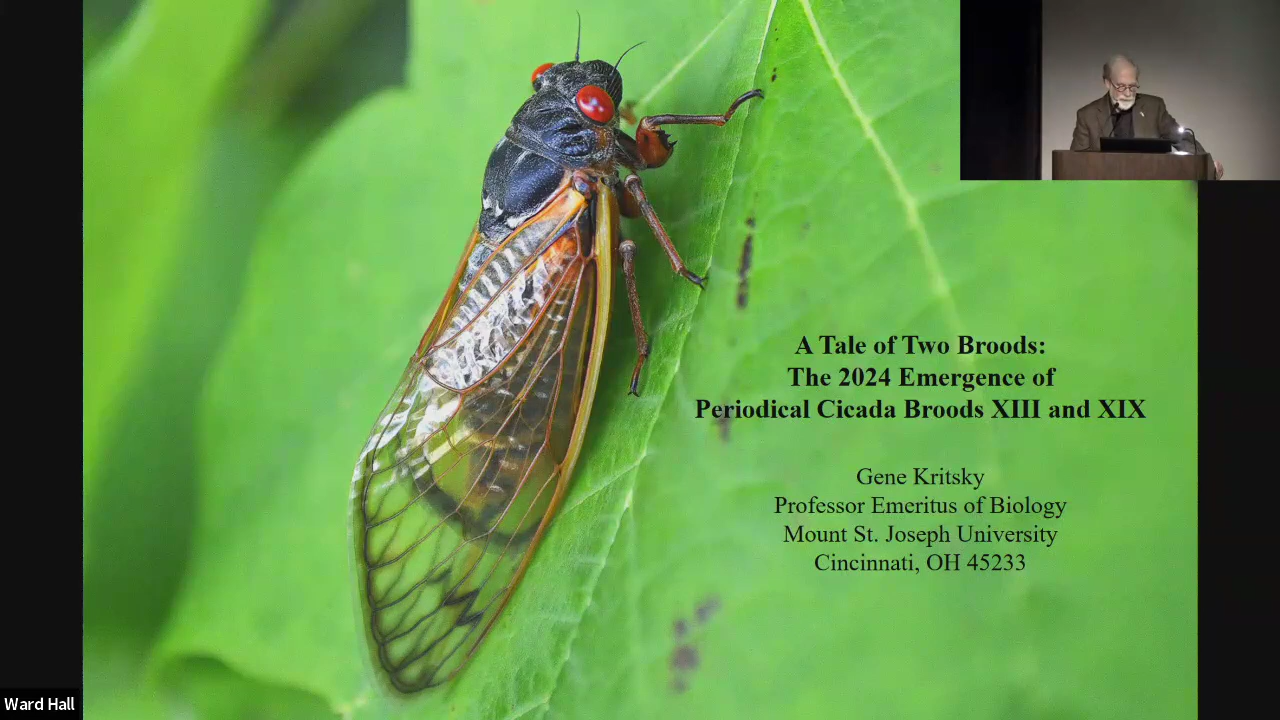 A Tale of Two Broods:
The 2024 Emergence of
Periodical Cicada Broods XIII and XIX
Gene Kritsky
Professor Emeritus of Biology
Mount St. Joseph University
Cincinnati, OH 45233
Ward Hall